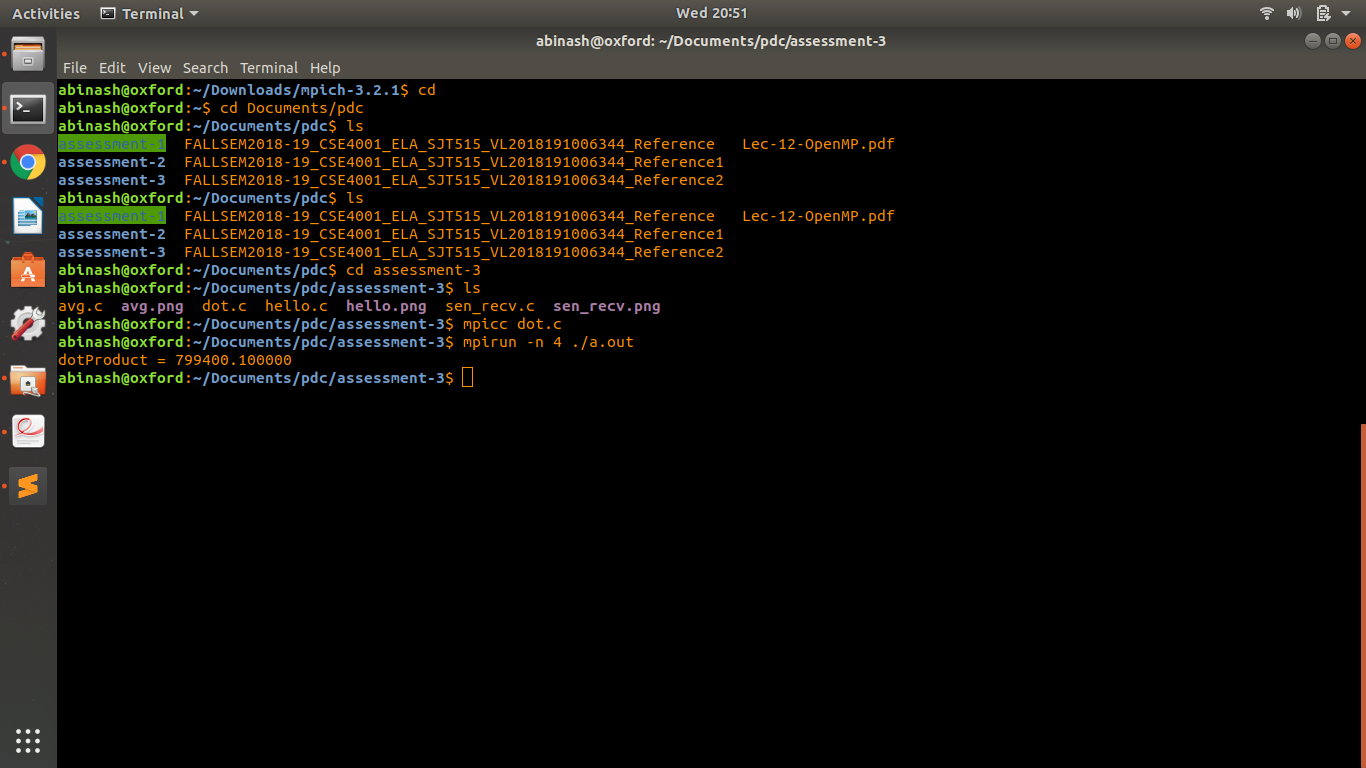 Activities Terminal Wed 20:51
abinash@oxford: ~/Documents/pdc/assessment-3
File Edit View Search Terminal Help
abinash@oxford:~/Downloads/mpich-3.2.1$ cd
abinash@oxford:~$ cd Documents/pdc
abinash@oxford:~/Documents/pdc$ ls
assessment-1  FALLSEM2018-19_CSE4001_ELA_SJT515_VL2018191006344_Reference   Lec-12-OpenMP.pdf
assessment-2  FALLSEM2018-19_CSE4001_ELA_SJT515_VL2018191006344_Reference1
assessment-3  FALLSEM2018-19_CSE4001_ELA_SJT515_VL2018191006344_Reference2
abinash@oxford:~/Documents/pdc$ ls
assessment-1  FALLSEM2018-19_CSE4001_ELA_SJT515_VL2018191006344_Reference   Lec-12-OpenMP.pdf
assessment-2  FALLSEM2018-19_CSE4001_ELA_SJT515_VL2018191006344_Reference1
assessment-3  FALLSEM2018-19_CSE4001_ELA_SJT515_VL2018191006344_Reference2
abinash@oxford:~/Documents/pdc$ cd assessment-3
abinash@oxford:~/Documents/pdc/assessment-3$ ls
avg.c  avg.png  dot.c  hello.c  hello.png  sen_recv.c  sen_recv.png
abinash@oxford:~/Documents/pdc/assessment-3$ mpicc dot.c
abinash@oxford:~/Documents/pdc/assessment-3$ mpirun -n 4 ./a.out
dotProduct = 799400.100000
abinash@oxford:~/Documents/pdc/assessment-3$